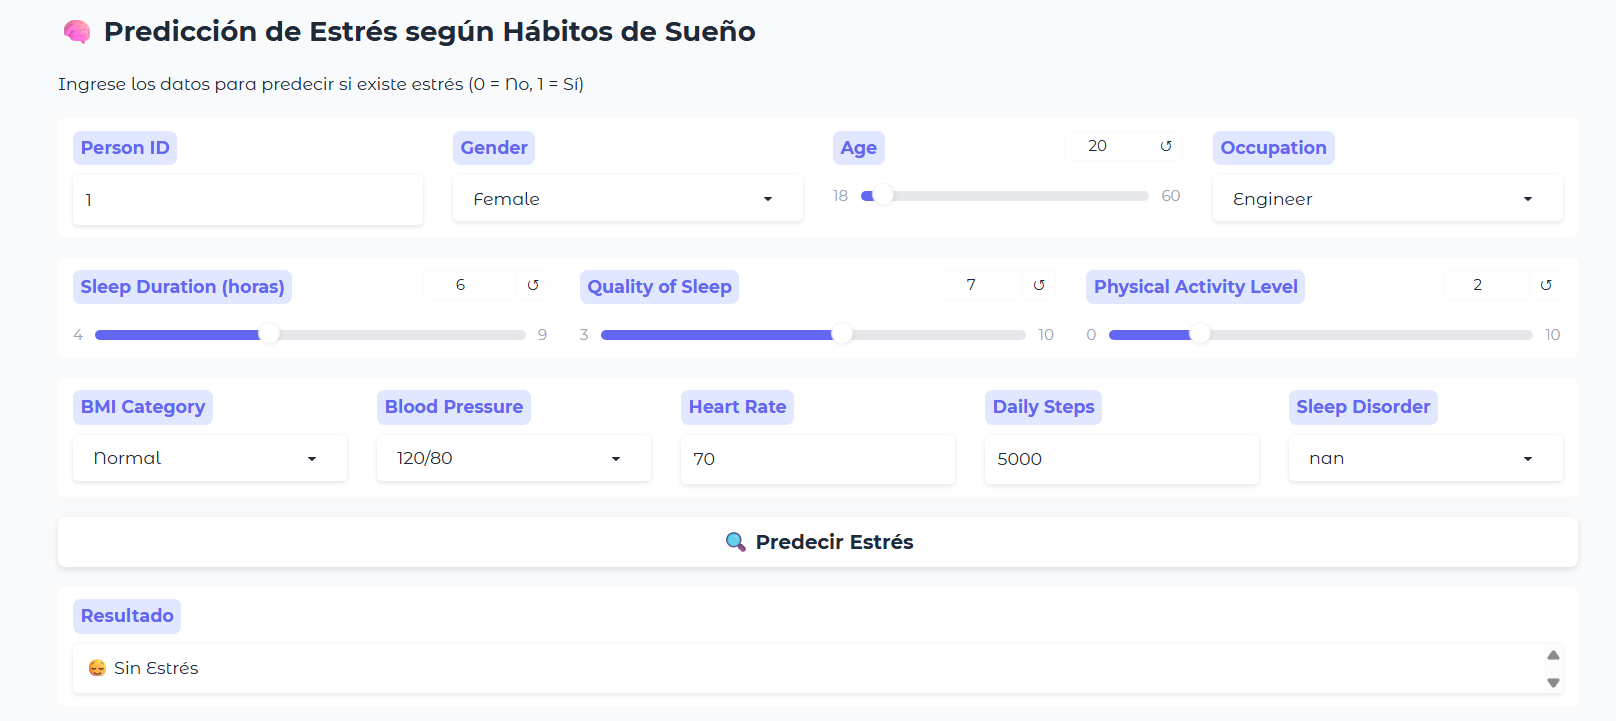 Predicción de Estrés según Hábitos de Sueño
Ingrese los datos para predecir si existe estrés (0 = No, 1 = Sí)
Person ID
1
Gender
Female
Age
20
18
60
Occupation
Engineer
Sleep Duration (horas)
6
4
9
Quality of Sleep
7
3
10
Physical Activity Level
2
0
10
BMI Category
Normal
Blood Pressure
120/80
Heart Rate
70
Daily Steps
5000
Sleep Disorder
nan
Predecir Estrés
Resultado
Sin Estrés